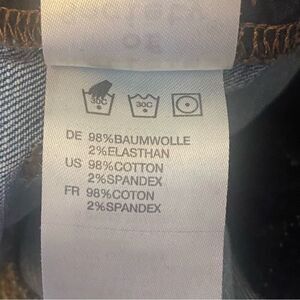 30C 30C
DE 98%BAUMWOLLE
2%ELASTHAN
US 98%COTTON
2%SPANDEX
FR 98%COTON
2%SPANDEX